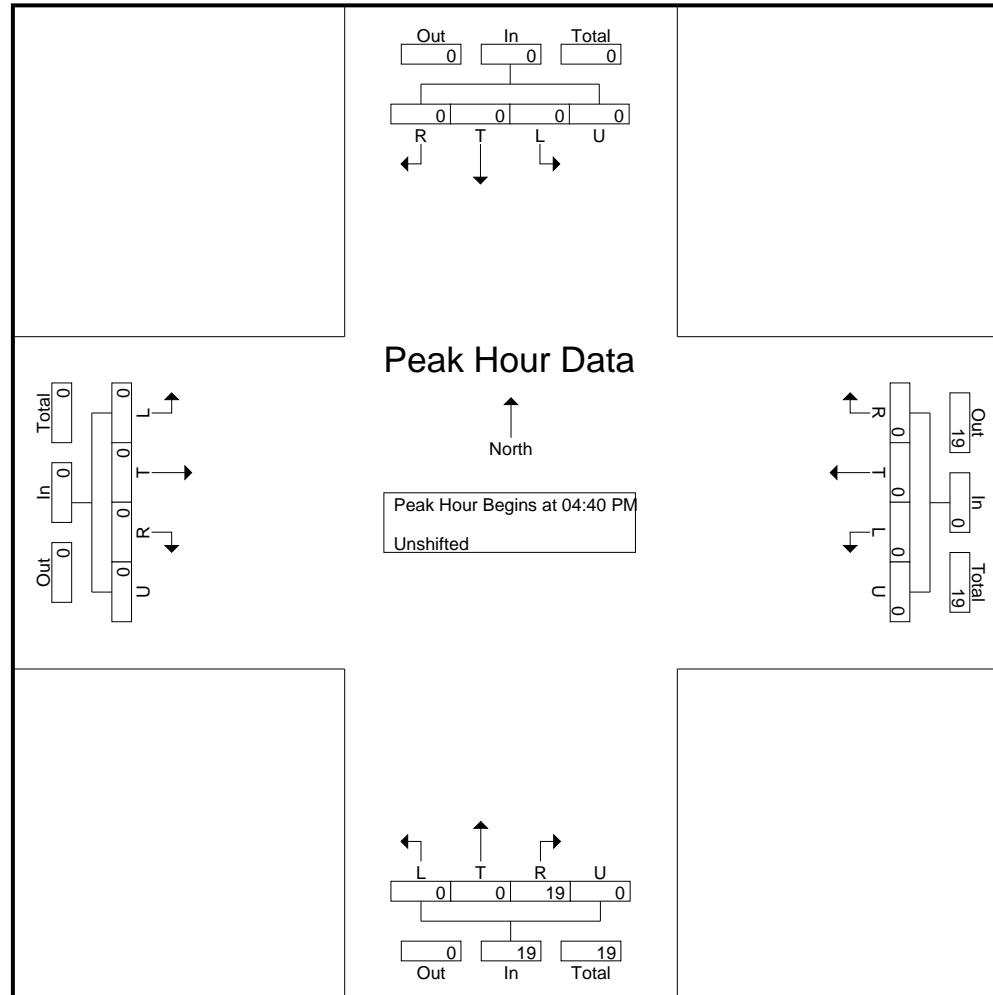 Out In Total
0 0 0
0 0 0 0
R T L U
Peak Hour Data
North
Peak Hour Begins at 04:40 PM
Unshifted
Total 0
In 0
Out 0
0 0 0 0
L T R U
R T L U
0 0 0 0
Out 19
In 0
Total 19
L T R U
0 0 19 0
0 19 19
Out In Total